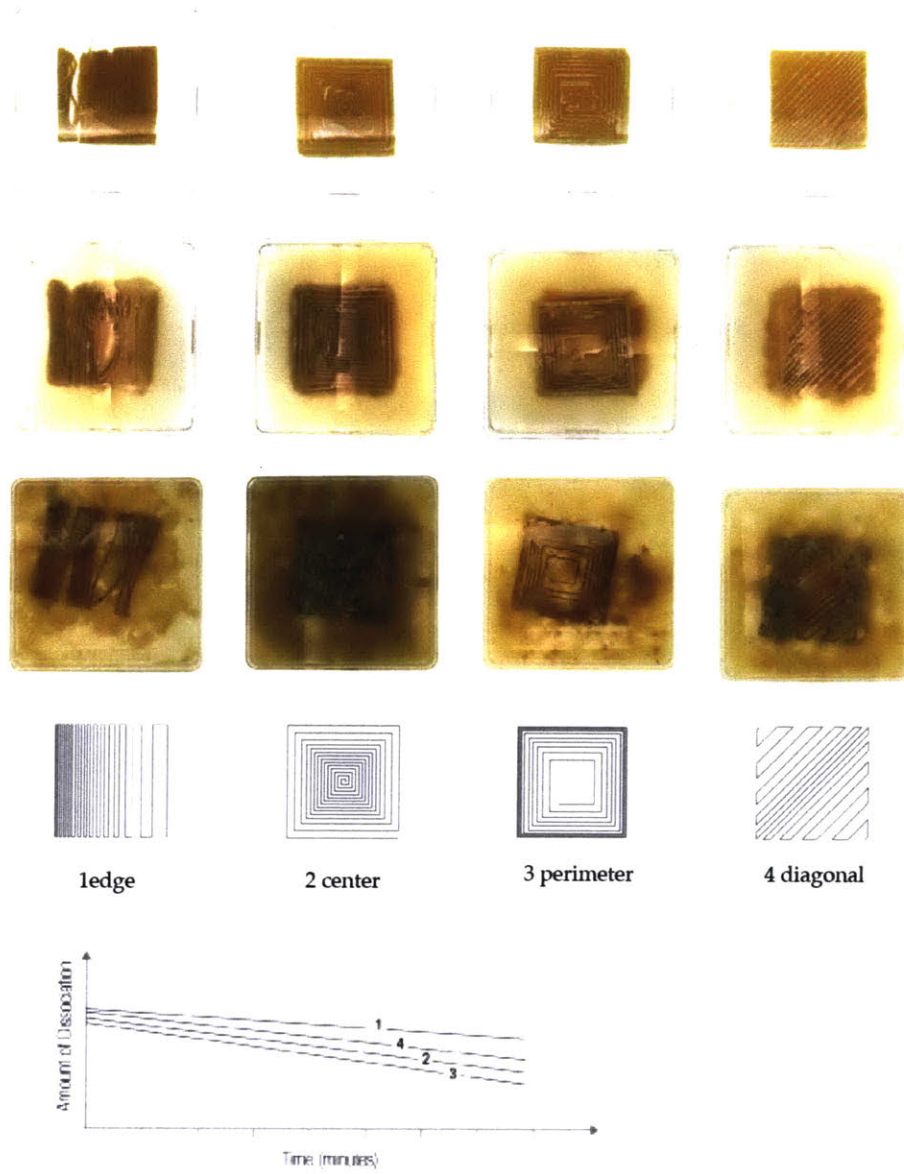 1edge
2 center
3 perimeter
4 diagonal
Amount of Dissociation
1
4
2
3
Time (minutes)